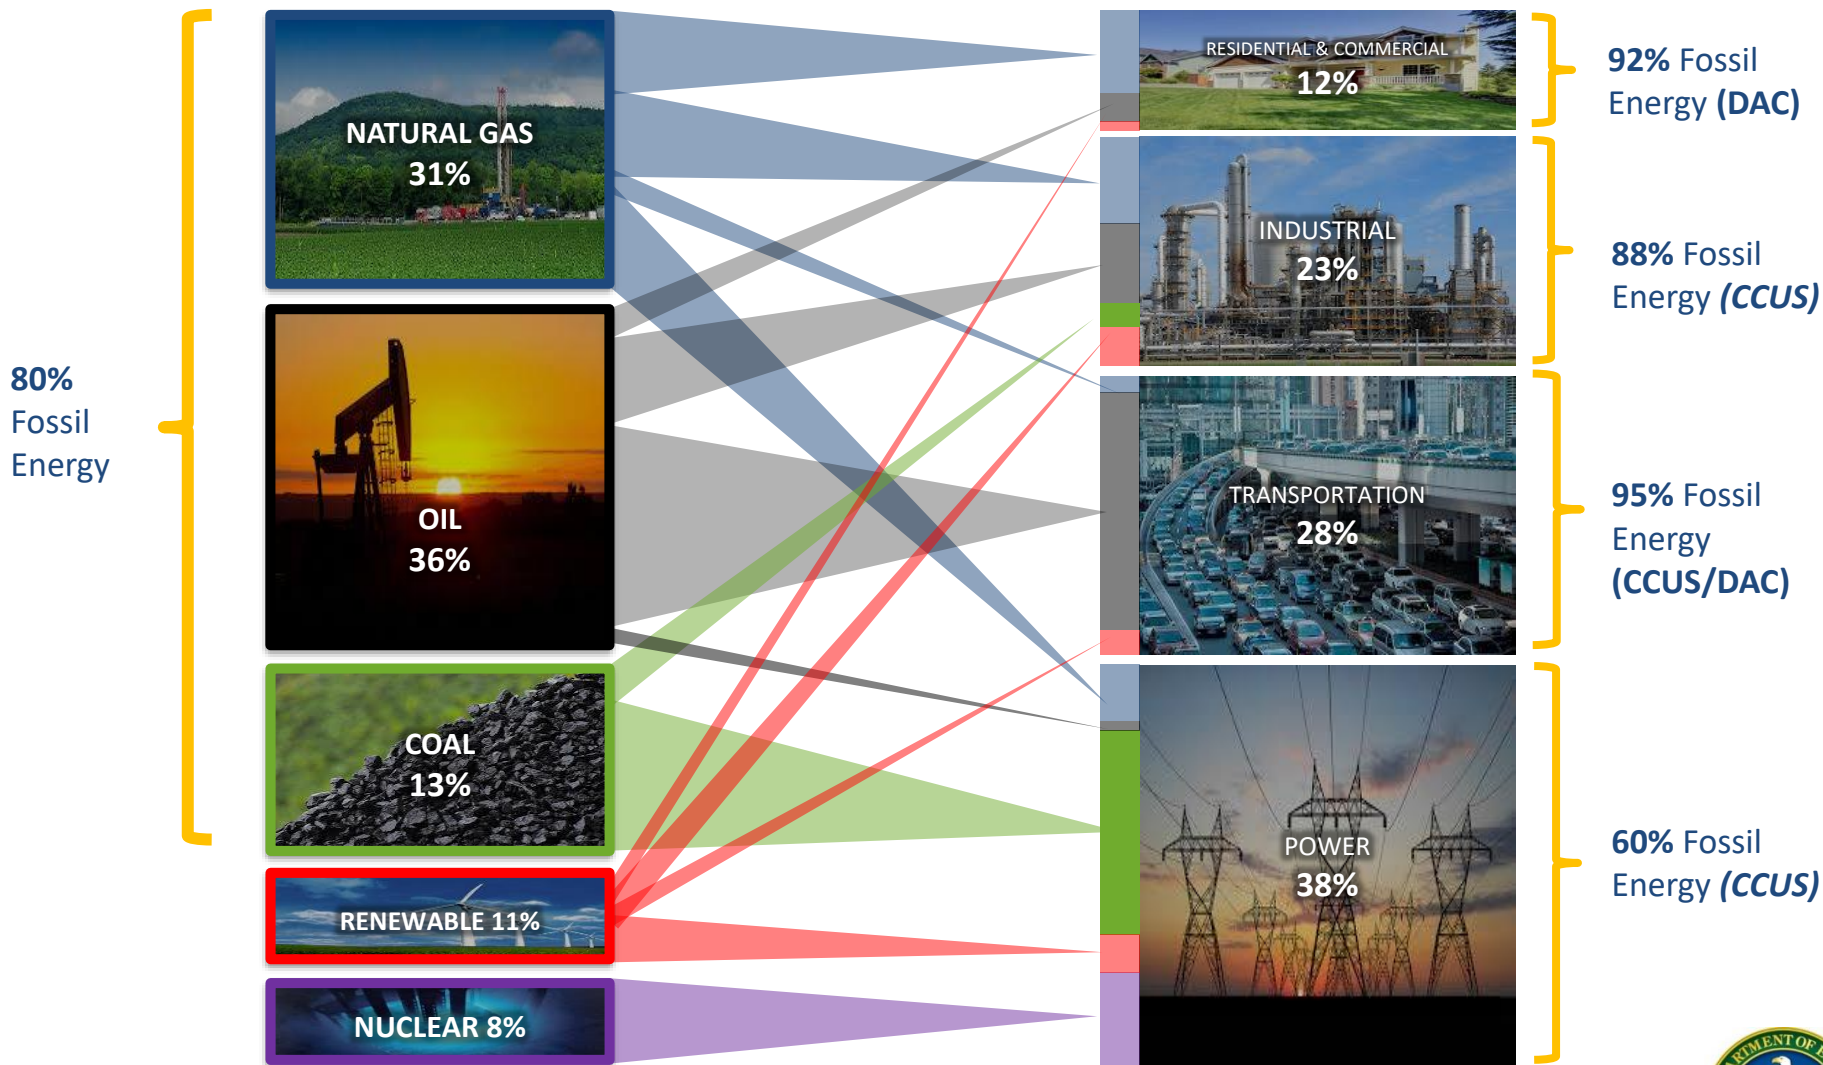 80%
Fossil
Energy
NATURAL GAS
31%
OIL
36%
COAL
13%
RENEWABLE 11%
NUCLEAR 8%
RESIDENTIAL & COMMERCIAL
12%
INDUSTRIAL
23%
TRANSPORTATION
28%
POWER
38%
92% Fossil
Energy (DAC)
88% Fossil
Energy (CCUS)
95% Fossil
Energy
(CCUS/DAC)
60% Fossil
Energy (CCUS)